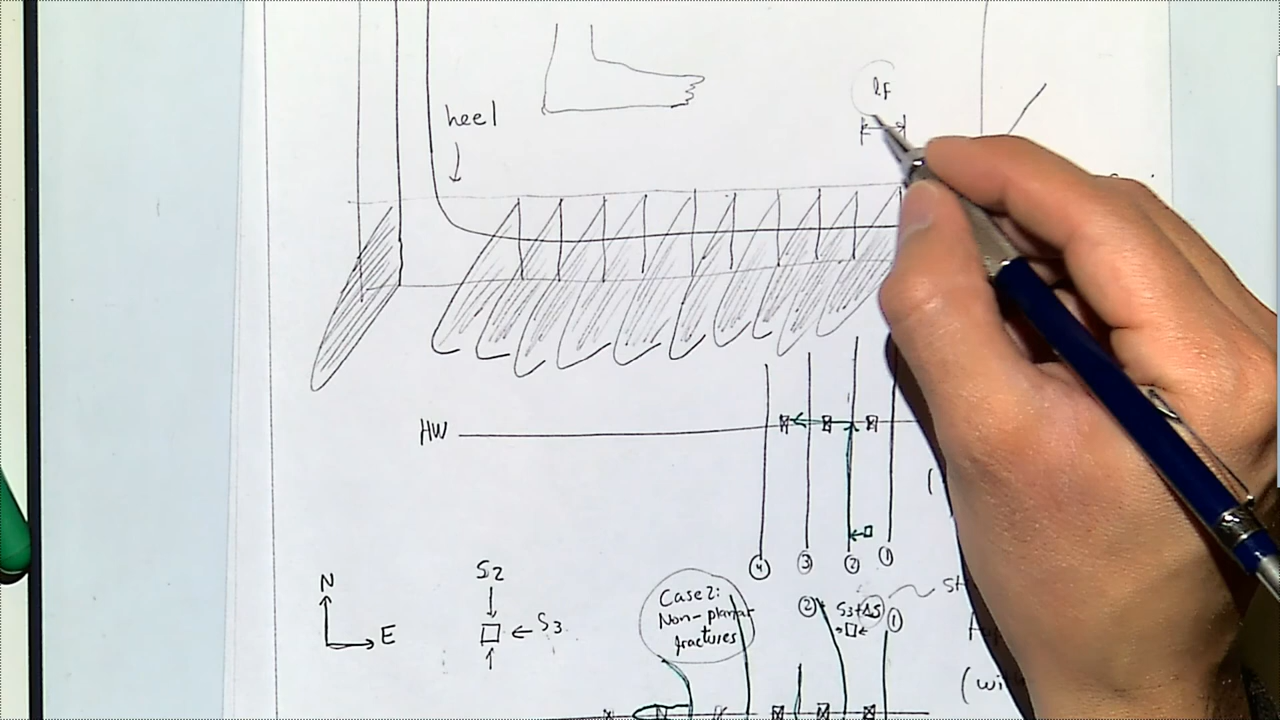 heel
lF
HW
4 3 2 1
N
E
S2
S3
Case 2:
Non-planar
fractures
2 S3+ΔS 1
St
(wi